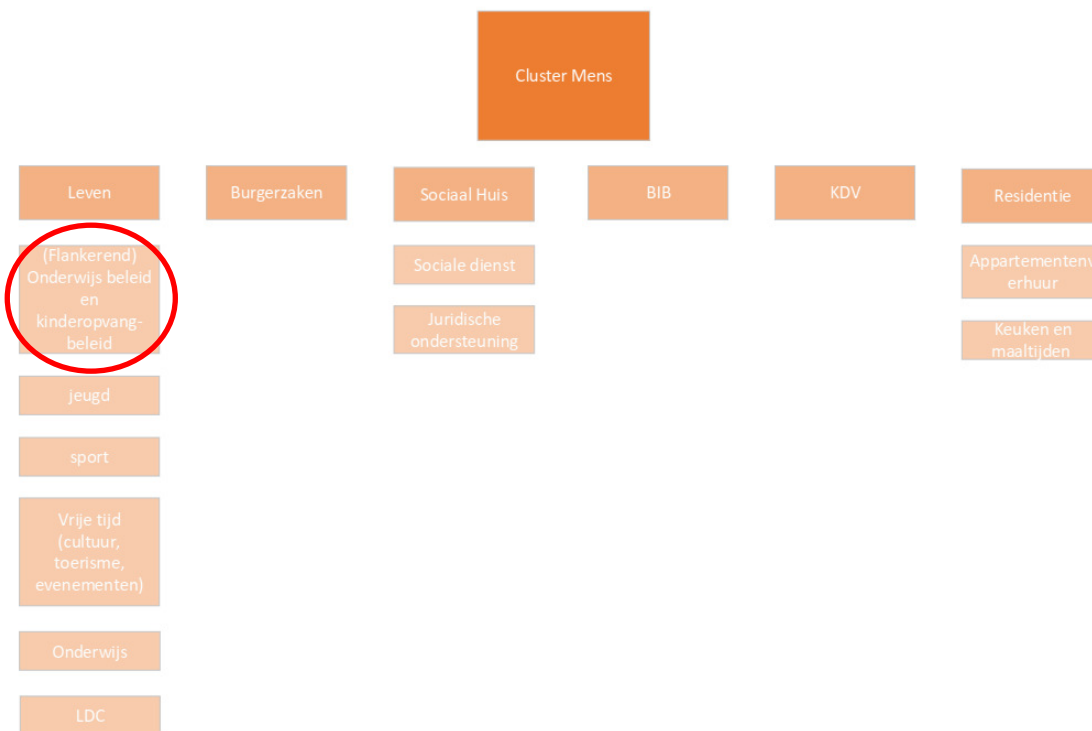 Cluster Mens
Leven
Burgerzaken
Sociaal Huis
BIB
KDV
Residentie
(Flankerend)
Onderwijs beleid
en
kinderopvang-
beleid
jeugd
sport
Vrije tijd
(cultuur,
toerisme,
evenementen)
Onderwijs
LDC
Sociale dienst
Juridische
ondersteuning
Appartementenv
erhuur
Keuken en
maaltijden